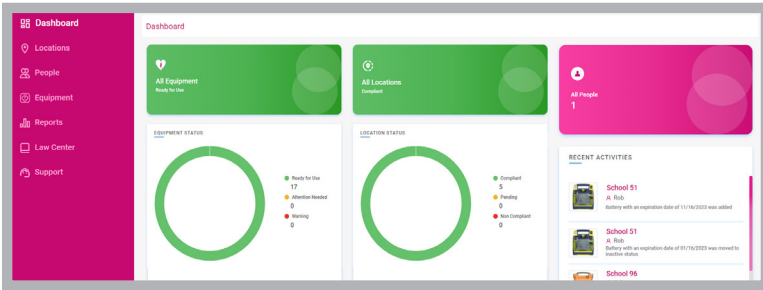 Dashboard
Locations
People
Equipment
Reports
Law Center
Support
Dashboard
All Equipment
Ready for Use
All Locations
Compliant
All People
1
EQUIPMENT STATUS
Ready for Use
17
Attention Needed
0
Warning
0
LOCATION STATUS
Compliant
5
Pending
0
Non Compliant
0
RECENT ACTIVITIES
School 51
Rob
Battery with an expiration date of 11/16/2023 was added
School 51
Rob
Battery with an expiration date of 01/16/2023 was moved to
inactive status
School 96